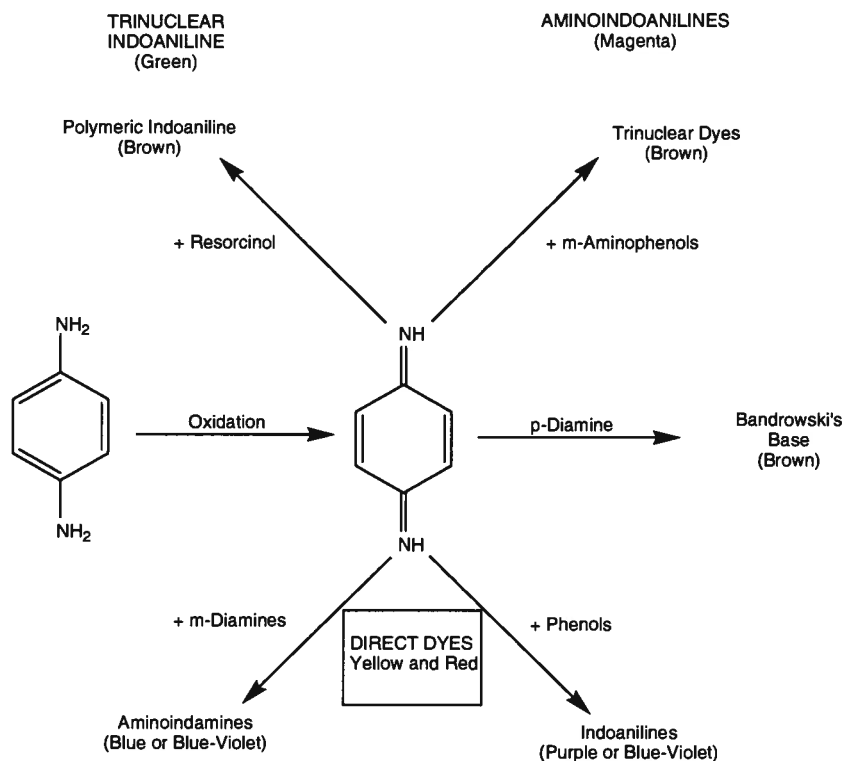 TRINUCLEAR
INDOANILINE
(Green)
AMINOINDOANILINES
(Magenta)
Polymeric Indoaniline
(Brown)
Trinuclear Dyes
(Brown)
+ Resorcinol
+ m-Aminophenols
NH₂
NH
Oxidation
p-Diamine
Bandrowski's
Base
(Brown)
NH₂
NH
+ m-Diamines
+ Phenols
DIRECT DYES
Yellow and Red
Aminoindamines
(Blue or Blue-Violet)
Indoanilines
(Purple or Blue-Violet)